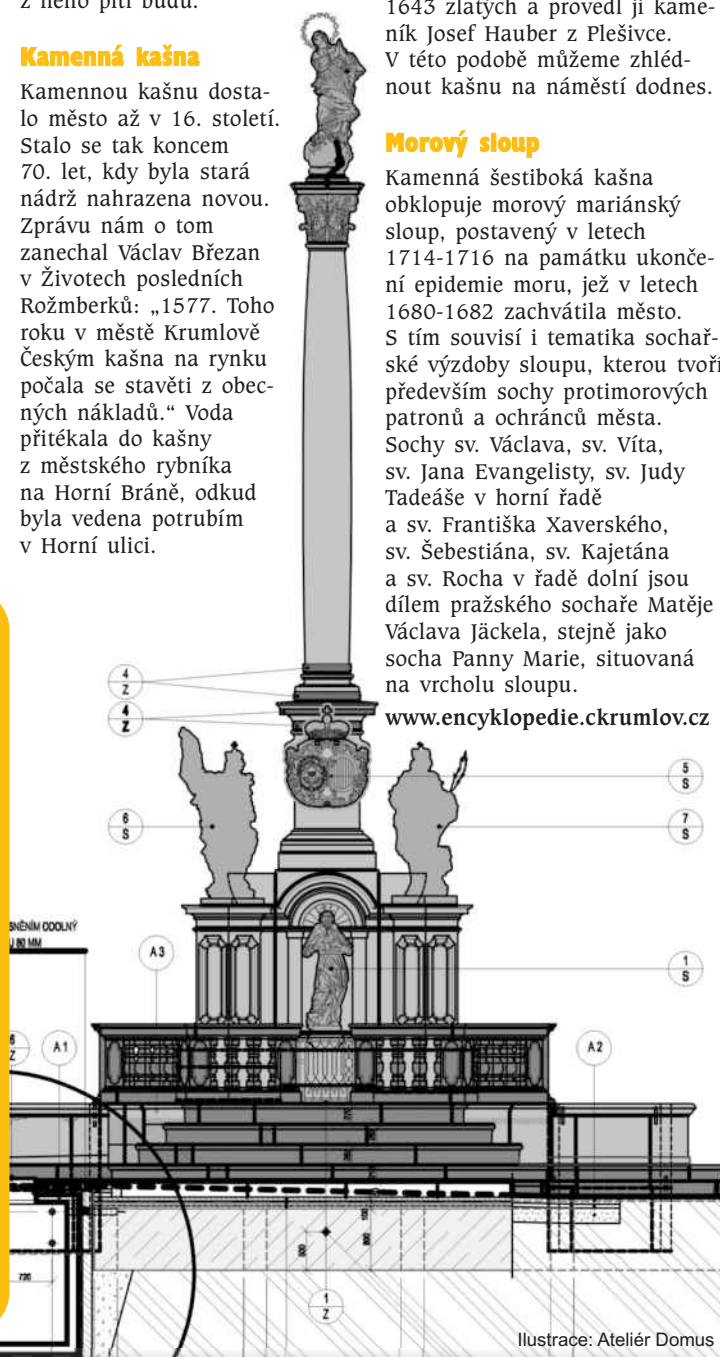 z něho pití budú.
Kamenná kašna
Kamennou kašnu dosta-
lo město až v 16. století.
Stalo se tak koncem
70. let, kdy byla stará
nádrž nahrazena novou.
Zprávu nám o tom
zanechal Václav Březan
v Životech posledních
Rožmberků: „1577. Toho
roku v městě Krumlově
Českým kašna na rynku
počala se stavěti z obec-
ných nákladů.“ Voda
přitékala do kašny
z městského rybníka
na Horní Bráně, odkud
byla vedena potrubím
v Horní ulici.
1643 zlatých a provedl ji kame-
ník Josef Hauber z Plešivce.
V této podobě můžeme zhléd-
nout kašnu na náměstí dodnes.
Morový sloup
Kamenná šestiboká kašna
obklopuje morový mariánský
sloup, postavený v letech
1714-1716 na památku ukonče-
ní epidemie moru, jež v letech
1680-1682 zachvátila město.
S tím souvisí i tematika sochař-
ské výzdoby sloupu, kterou tvoří
především sochy protimorových
patronů a ochránců města.
Sochy sv. Václava, sv. Víta,
sv. Jana Evangelisty, sv. Judy
Tadeáše v horní řadě
a sv. Františka Xaverského,
sv. Šebestiána, sv. Kajetána
a sv. Rocha v řadě dolní jsou
dílem pražského sochaře Matěje
Václava Jäckela, stejně jako
socha Panny Marie, situovaná
na vrcholu sloupu.
www.encyklopedie.ckrumlov.cz
4
Z
4
Z
5
S
6
S
7
S
SNĚNÍM ODOLNÝ
80 MM
A3
1
S
Z
A1
A2
720
1
Z
Ilustrace: Ateliér Domus